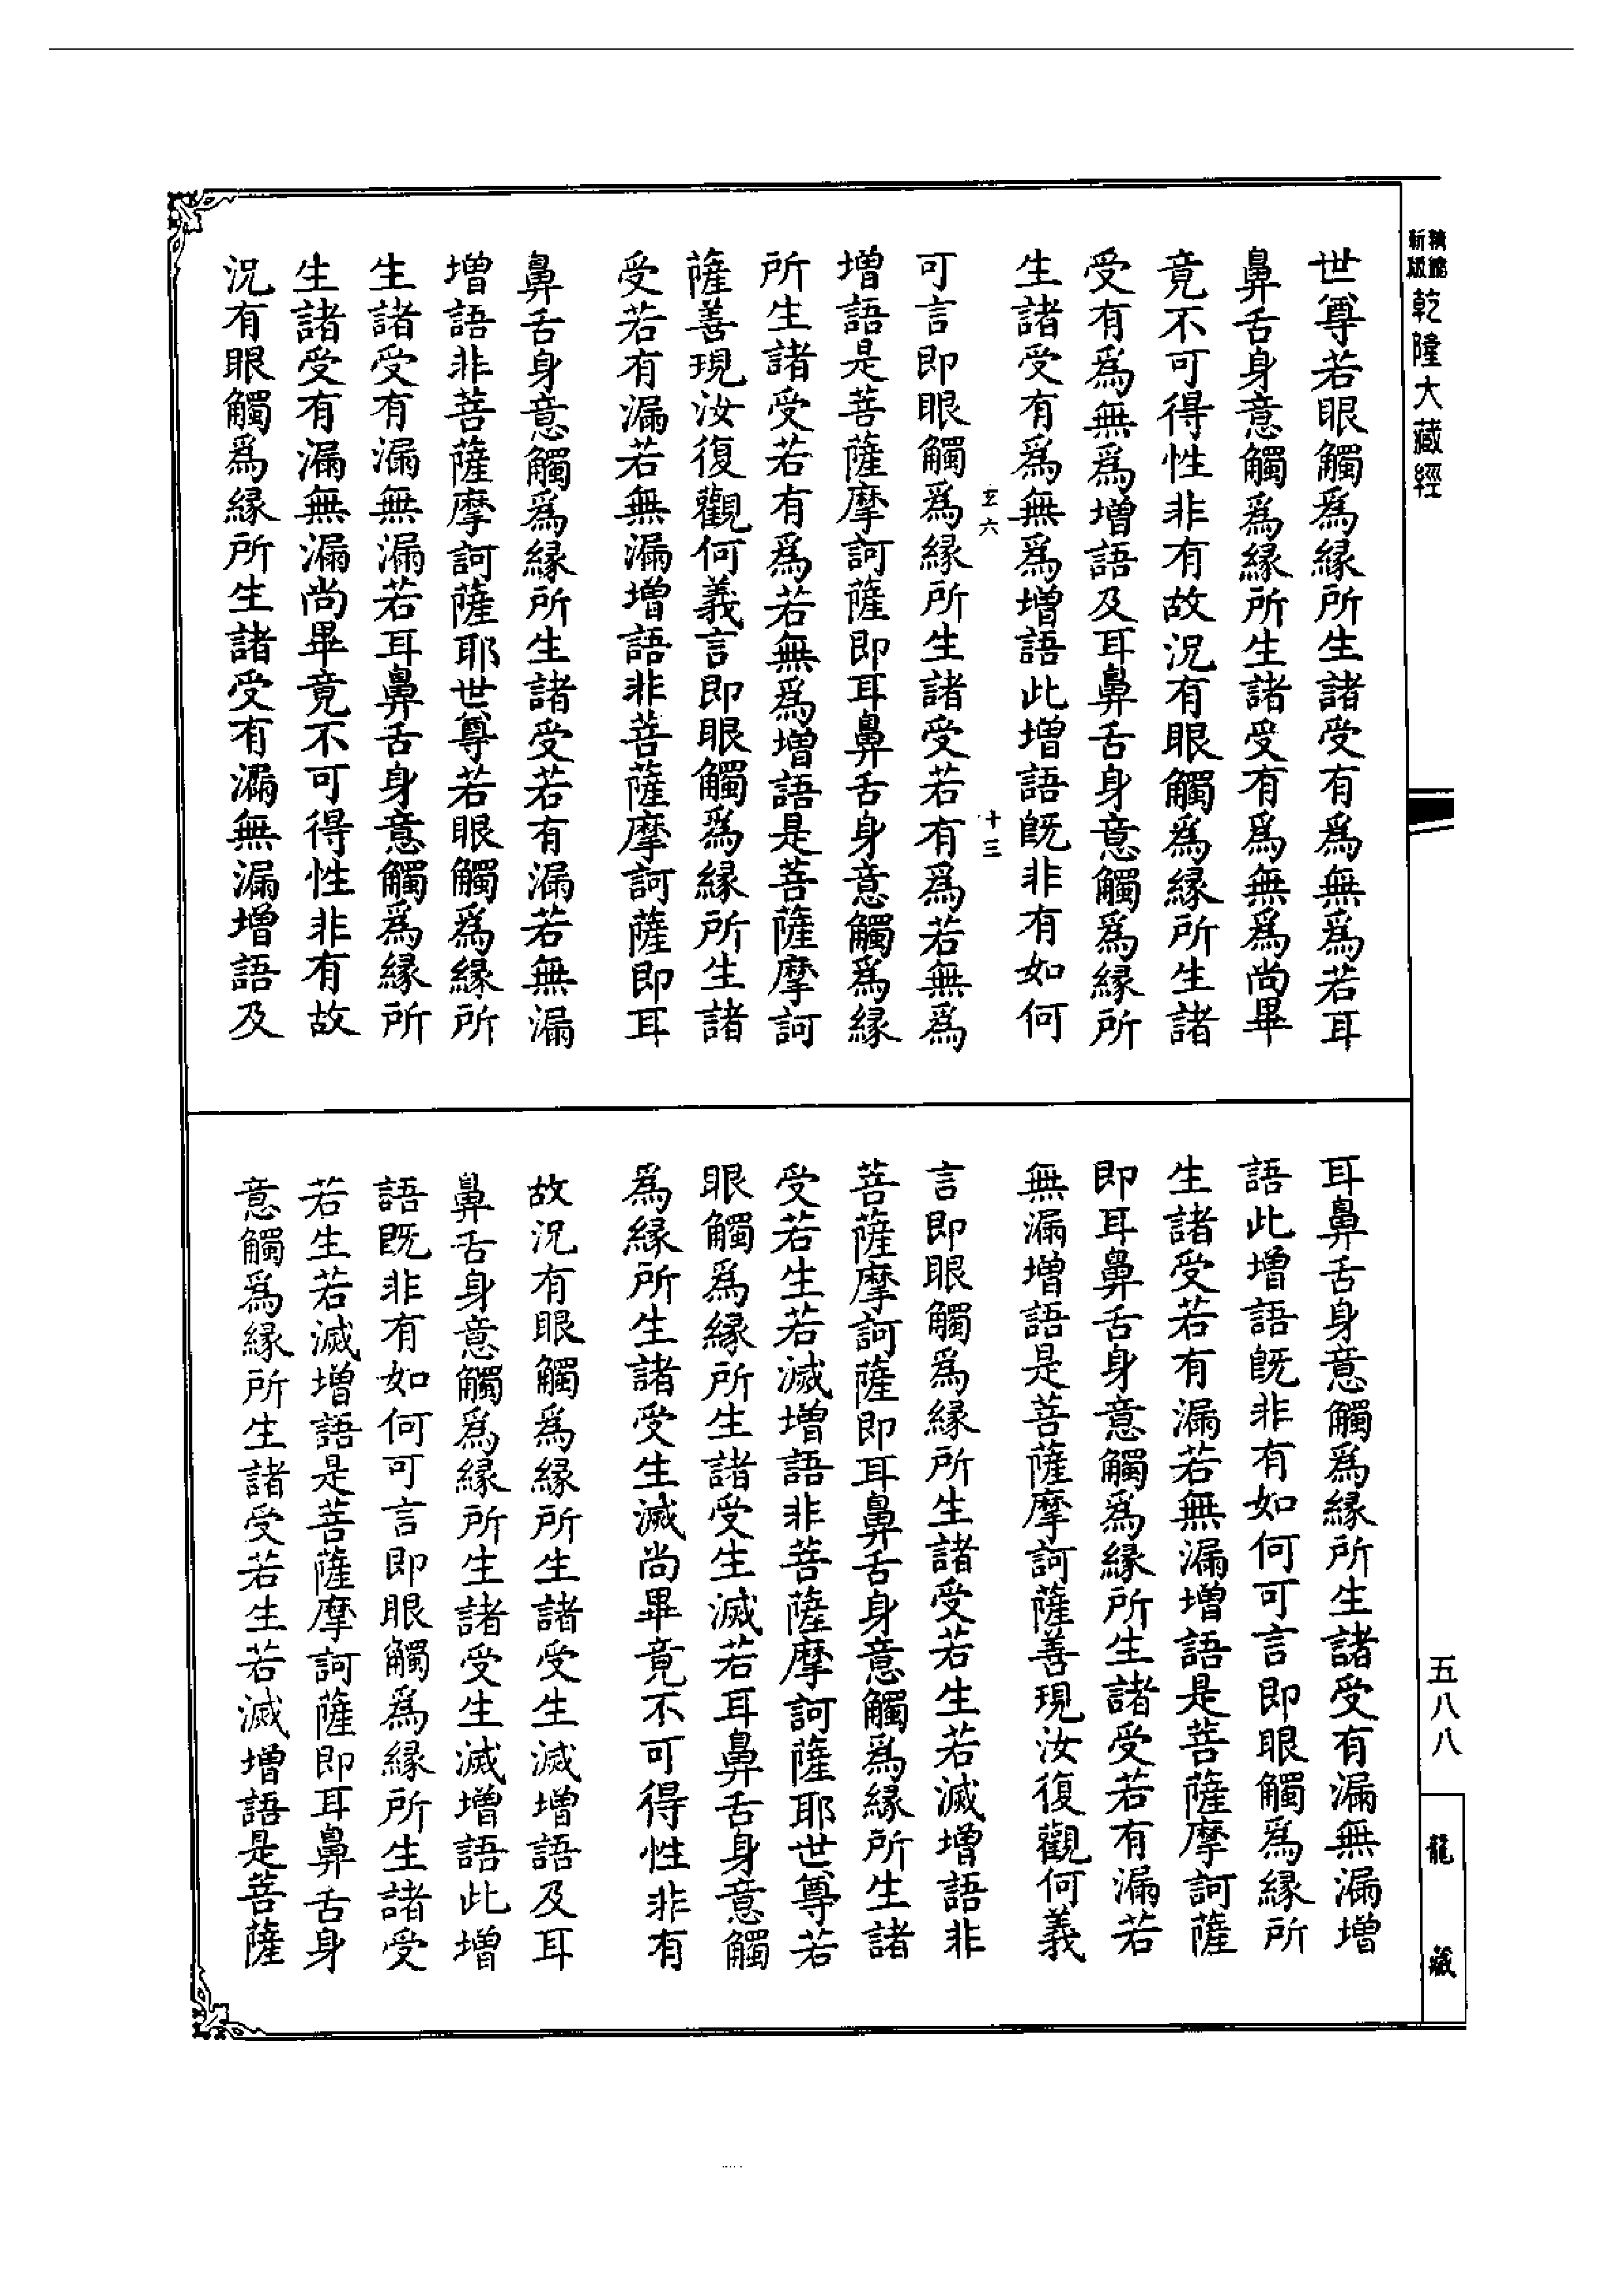 乾隆大藏經
世尊若眼觸爲緣所生諸受有爲無爲若耳
鼻舌身意觸爲緣所生諸受有爲無爲尚畢
竟不可得性非有故況有眼觸爲緣所生諸
受有爲無爲增語及耳鼻舌身意觸爲緣所
生諸受有爲無爲增語此增語旣非有如何
六 十三
可言即眼觸爲緣所生諸受若有爲若無爲
增語是菩薩摩訶薩即耳鼻舌身意觸爲緣
所生諸受若有爲若無爲增語是菩薩摩訶
薩善現汝復觀何義言即眼觸爲緣所生諸
受若有漏若無漏增語非菩薩摩訶薩即耳
鼻舌身意觸爲緣所生諸受若有漏若無漏
增語非菩薩摩訶薩耶世尊若眼觸爲緣所
生諸受有漏無漏若耳鼻舌身意觸爲緣所
生諸受有漏無漏尚畢竟不可得性非有故
況有眼觸爲緣所生諸受有漏無漏增語及
耳鼻舌身意觸爲緣所生諸受有漏無漏增
語此增語旣非有如何可言即眼觸爲緣所
生諸受若有漏若無漏增語是菩薩摩訶薩
即耳鼻舌身意觸爲緣所生諸受若有漏若
無漏增語是菩薩摩訶薩善現汝復觀何義
言即眼觸爲緣所生諸受若生若滅增語非
菩薩摩訶薩即耳鼻舌身意觸爲緣所生諸
受若生若滅增語非菩薩摩訶薩耶世尊若
眼觸爲緣所生諸受生滅若耳鼻舌身意觸
爲緣所生諸受生滅尚畢竟不可得性非有
故況有眼觸爲緣所生諸受生滅增語及耳
鼻舌身意觸爲緣所生諸受生滅增語此增
語旣非有如何可言即眼觸爲緣所生諸受
若生若滅增語是菩薩摩訶薩即耳鼻舌身
意觸爲緣所生諸受若生若滅增語是菩薩
五八八
龍藏